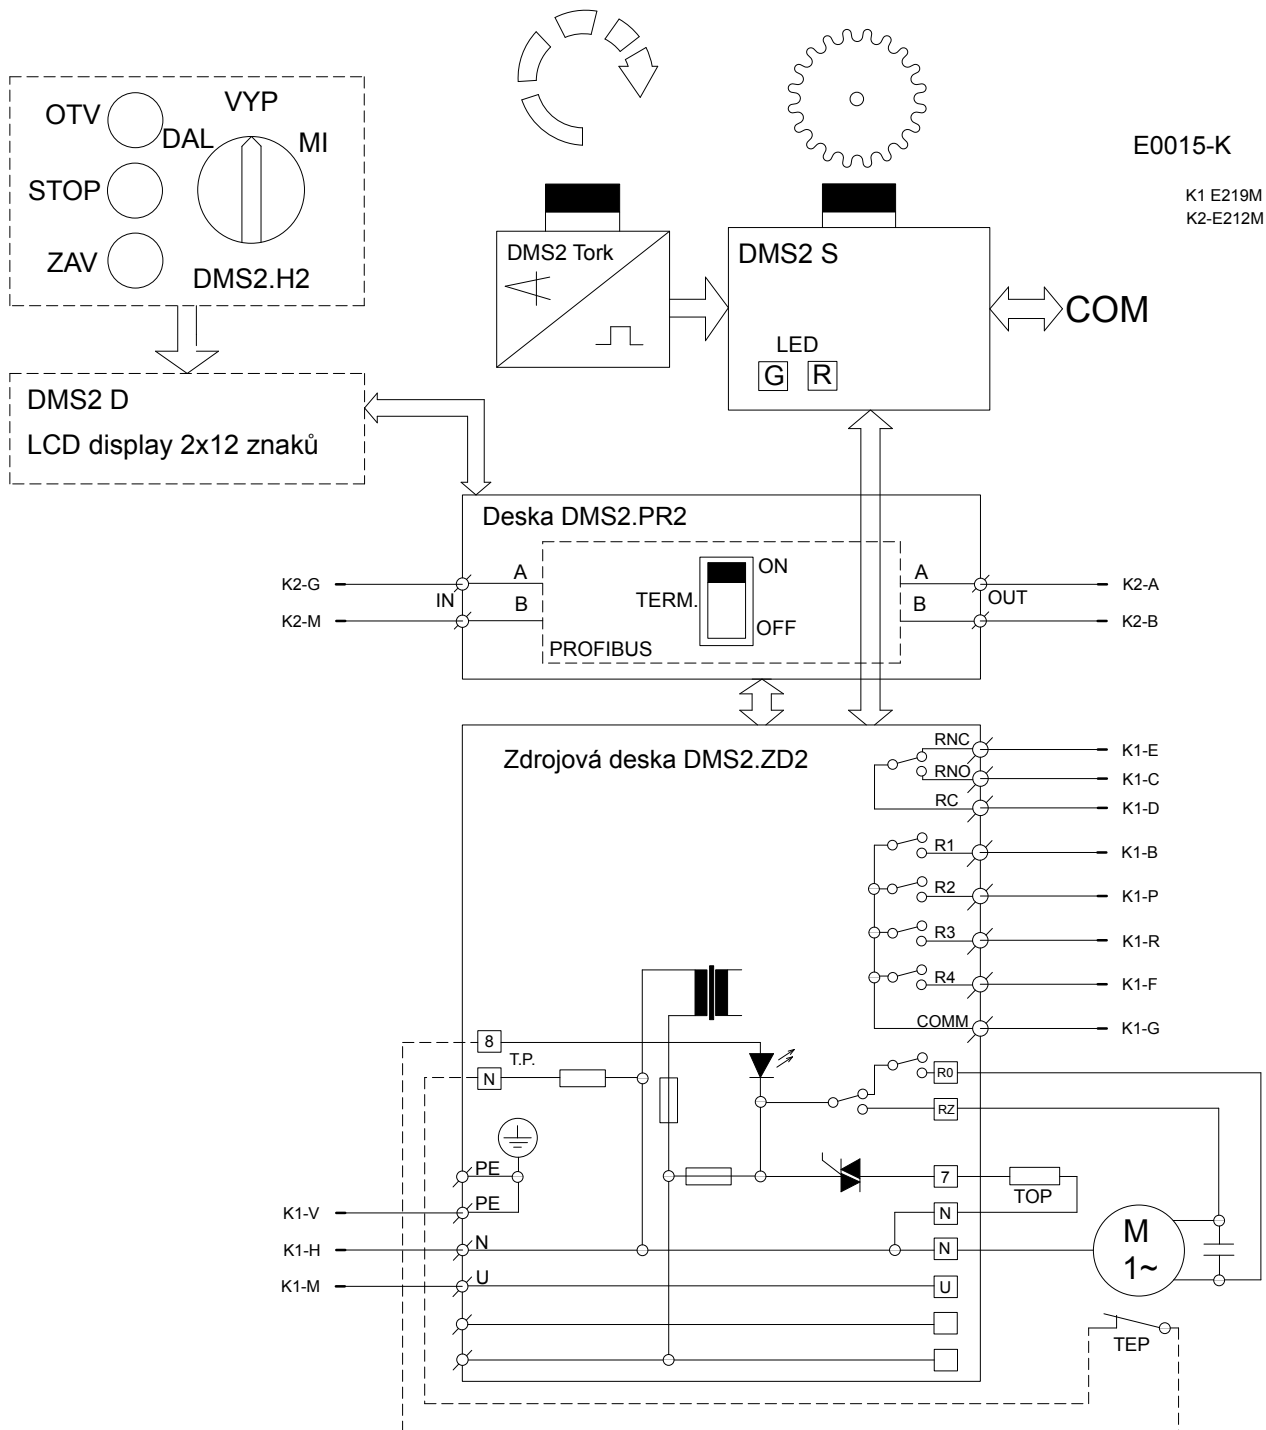 E0015-K
K1 E219M
K2-E212M
OTV
STOP
ZAV
VYP
DAL
MI
DMS2.H2
DMS2 Tork
DMS2 S
LED
G R
COM
DMS2 D
LCD display 2x12 znaků
Deska DMS2.PR2
K2-G
K2-M
IN
A
B
TERM.
ON
OFF
PROFIBUS
A
B
OUT
K2-A
K2-B
Zdrojová deska DMS2.ZD2
RNC
RNO
RC
R1
R2
R3
R4
COMM
K1-E
K1-C
K1-D
K1-B
K1-P
K1-R
K1-F
K1-G
8
T.P.
N
R0
RZ
PE
PE
N
U
K1-V
K1-H
K1-M
7
N
N
U
TOP
M
1~
TEP